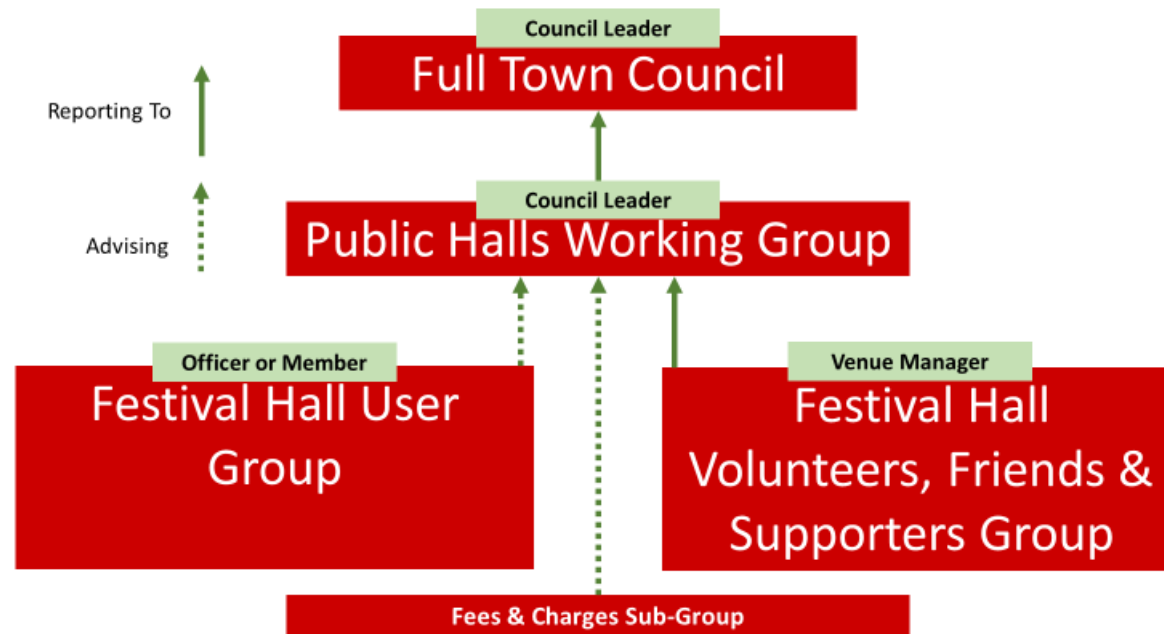 Council Leader
Full Town Council
Reporting To
Council Leader
Public Halls Working Group
Advising
Officer or Member
Festival Hall User
Group
Venue Manager
Festival Hall
Volunteers, Friends &
Supporters Group
Fees & Charges Sub-Group